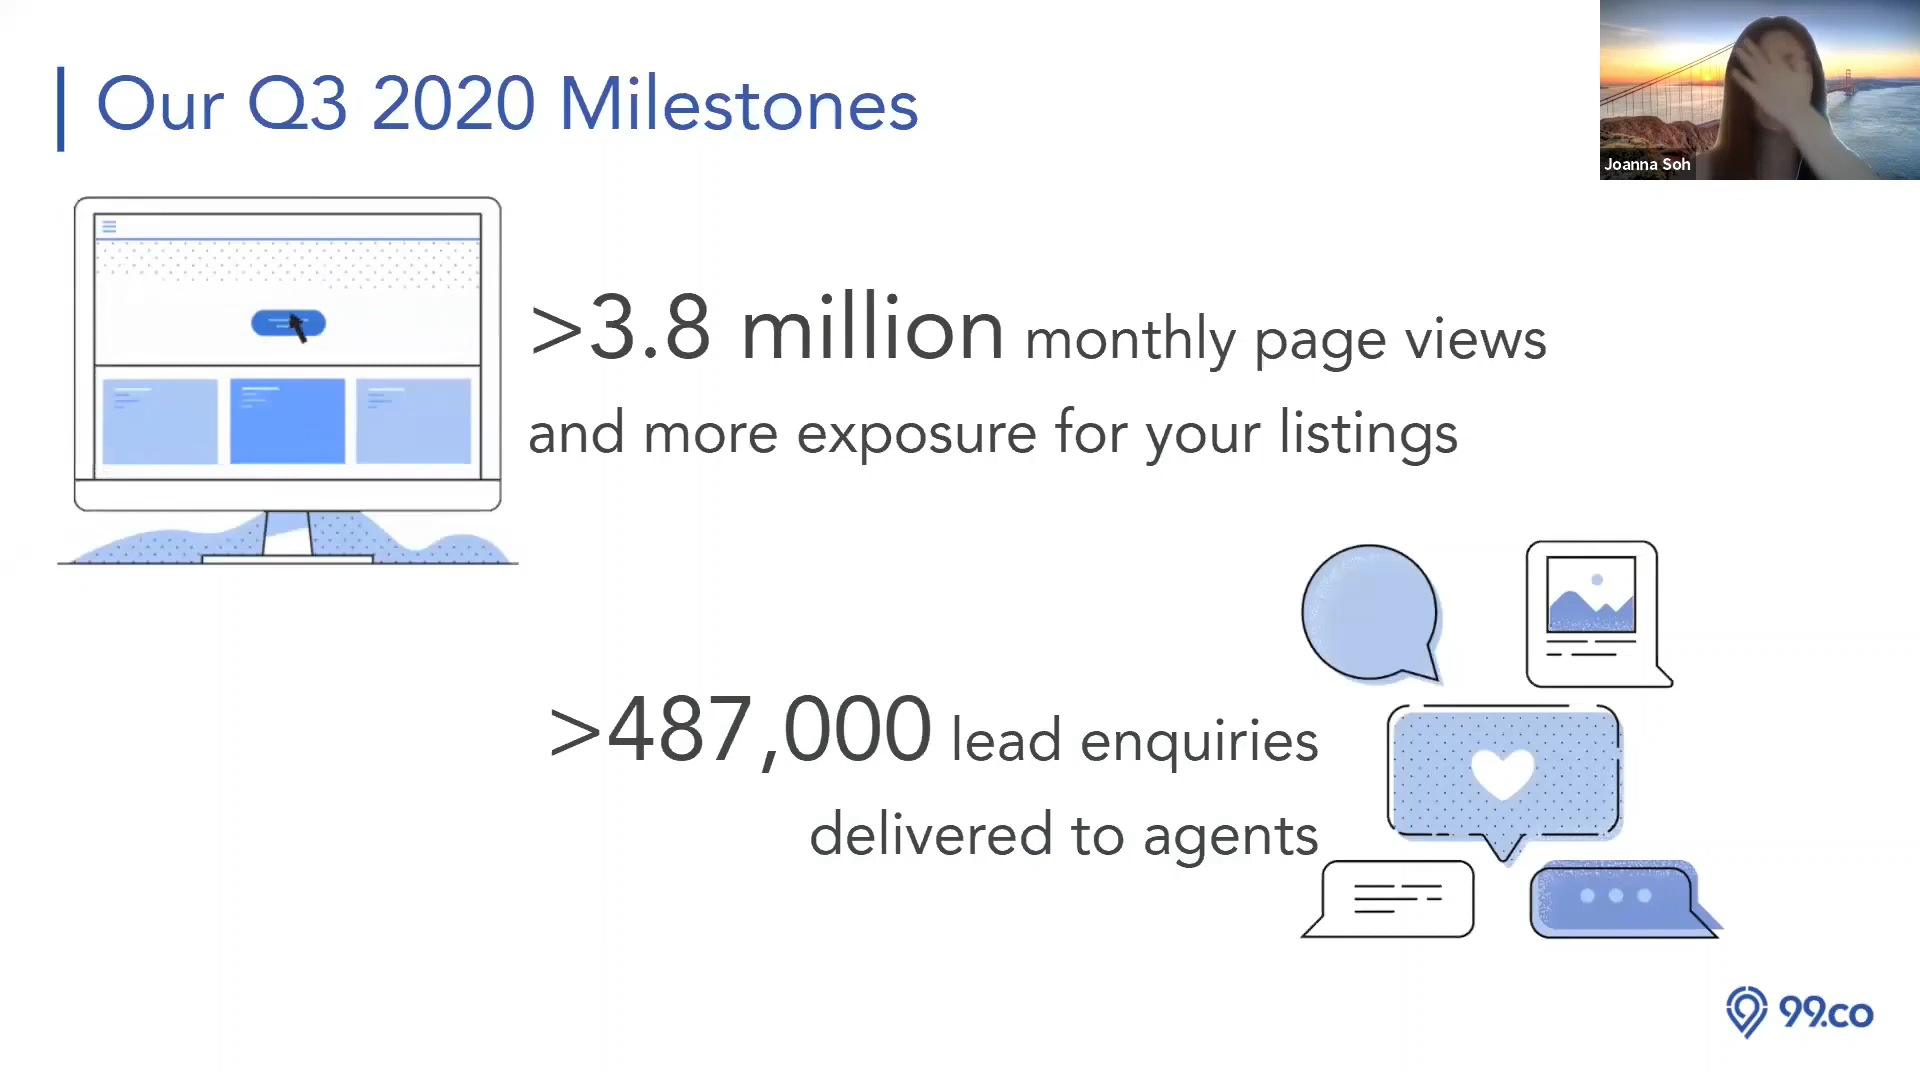 Our Q3 2020 Milestones
Joanna Soh
>3.8 million monthly page views
and more exposure for your listings
>487,000 lead enquiries
delivered to agents
99.co